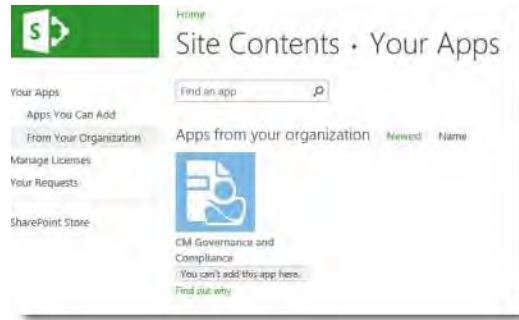 Home
Site Contents · Your Apps
Your Apps
Apps You Can Add
From Your Organization
Manage Licenses
Your Requests
SharePoint Store
Find an app
Apps from your organization Newest Name
CM Governance and
Compliance
You can't add this app here.
Find out why